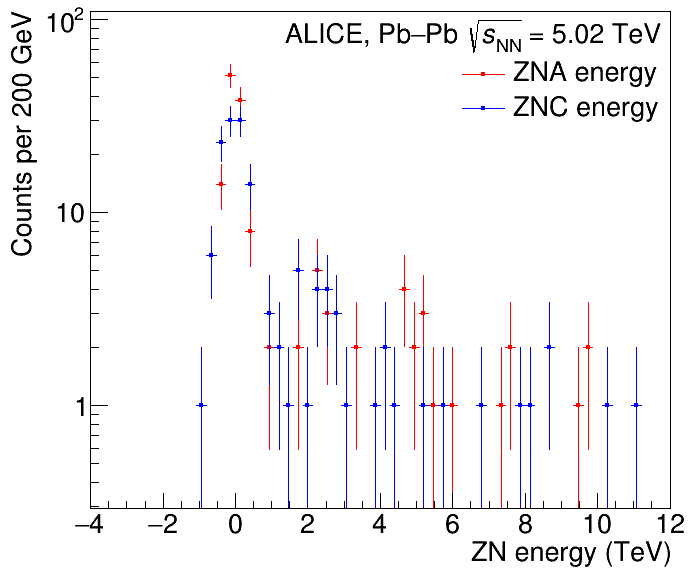 ALICE, Pb–Pb √sNN = 5.02 TeV
ZNA energy
ZNC energy
Counts per 200 GeV
10²
10
1
−4 −2 0 2 4 6 8 10 12
ZN energy (TeV)